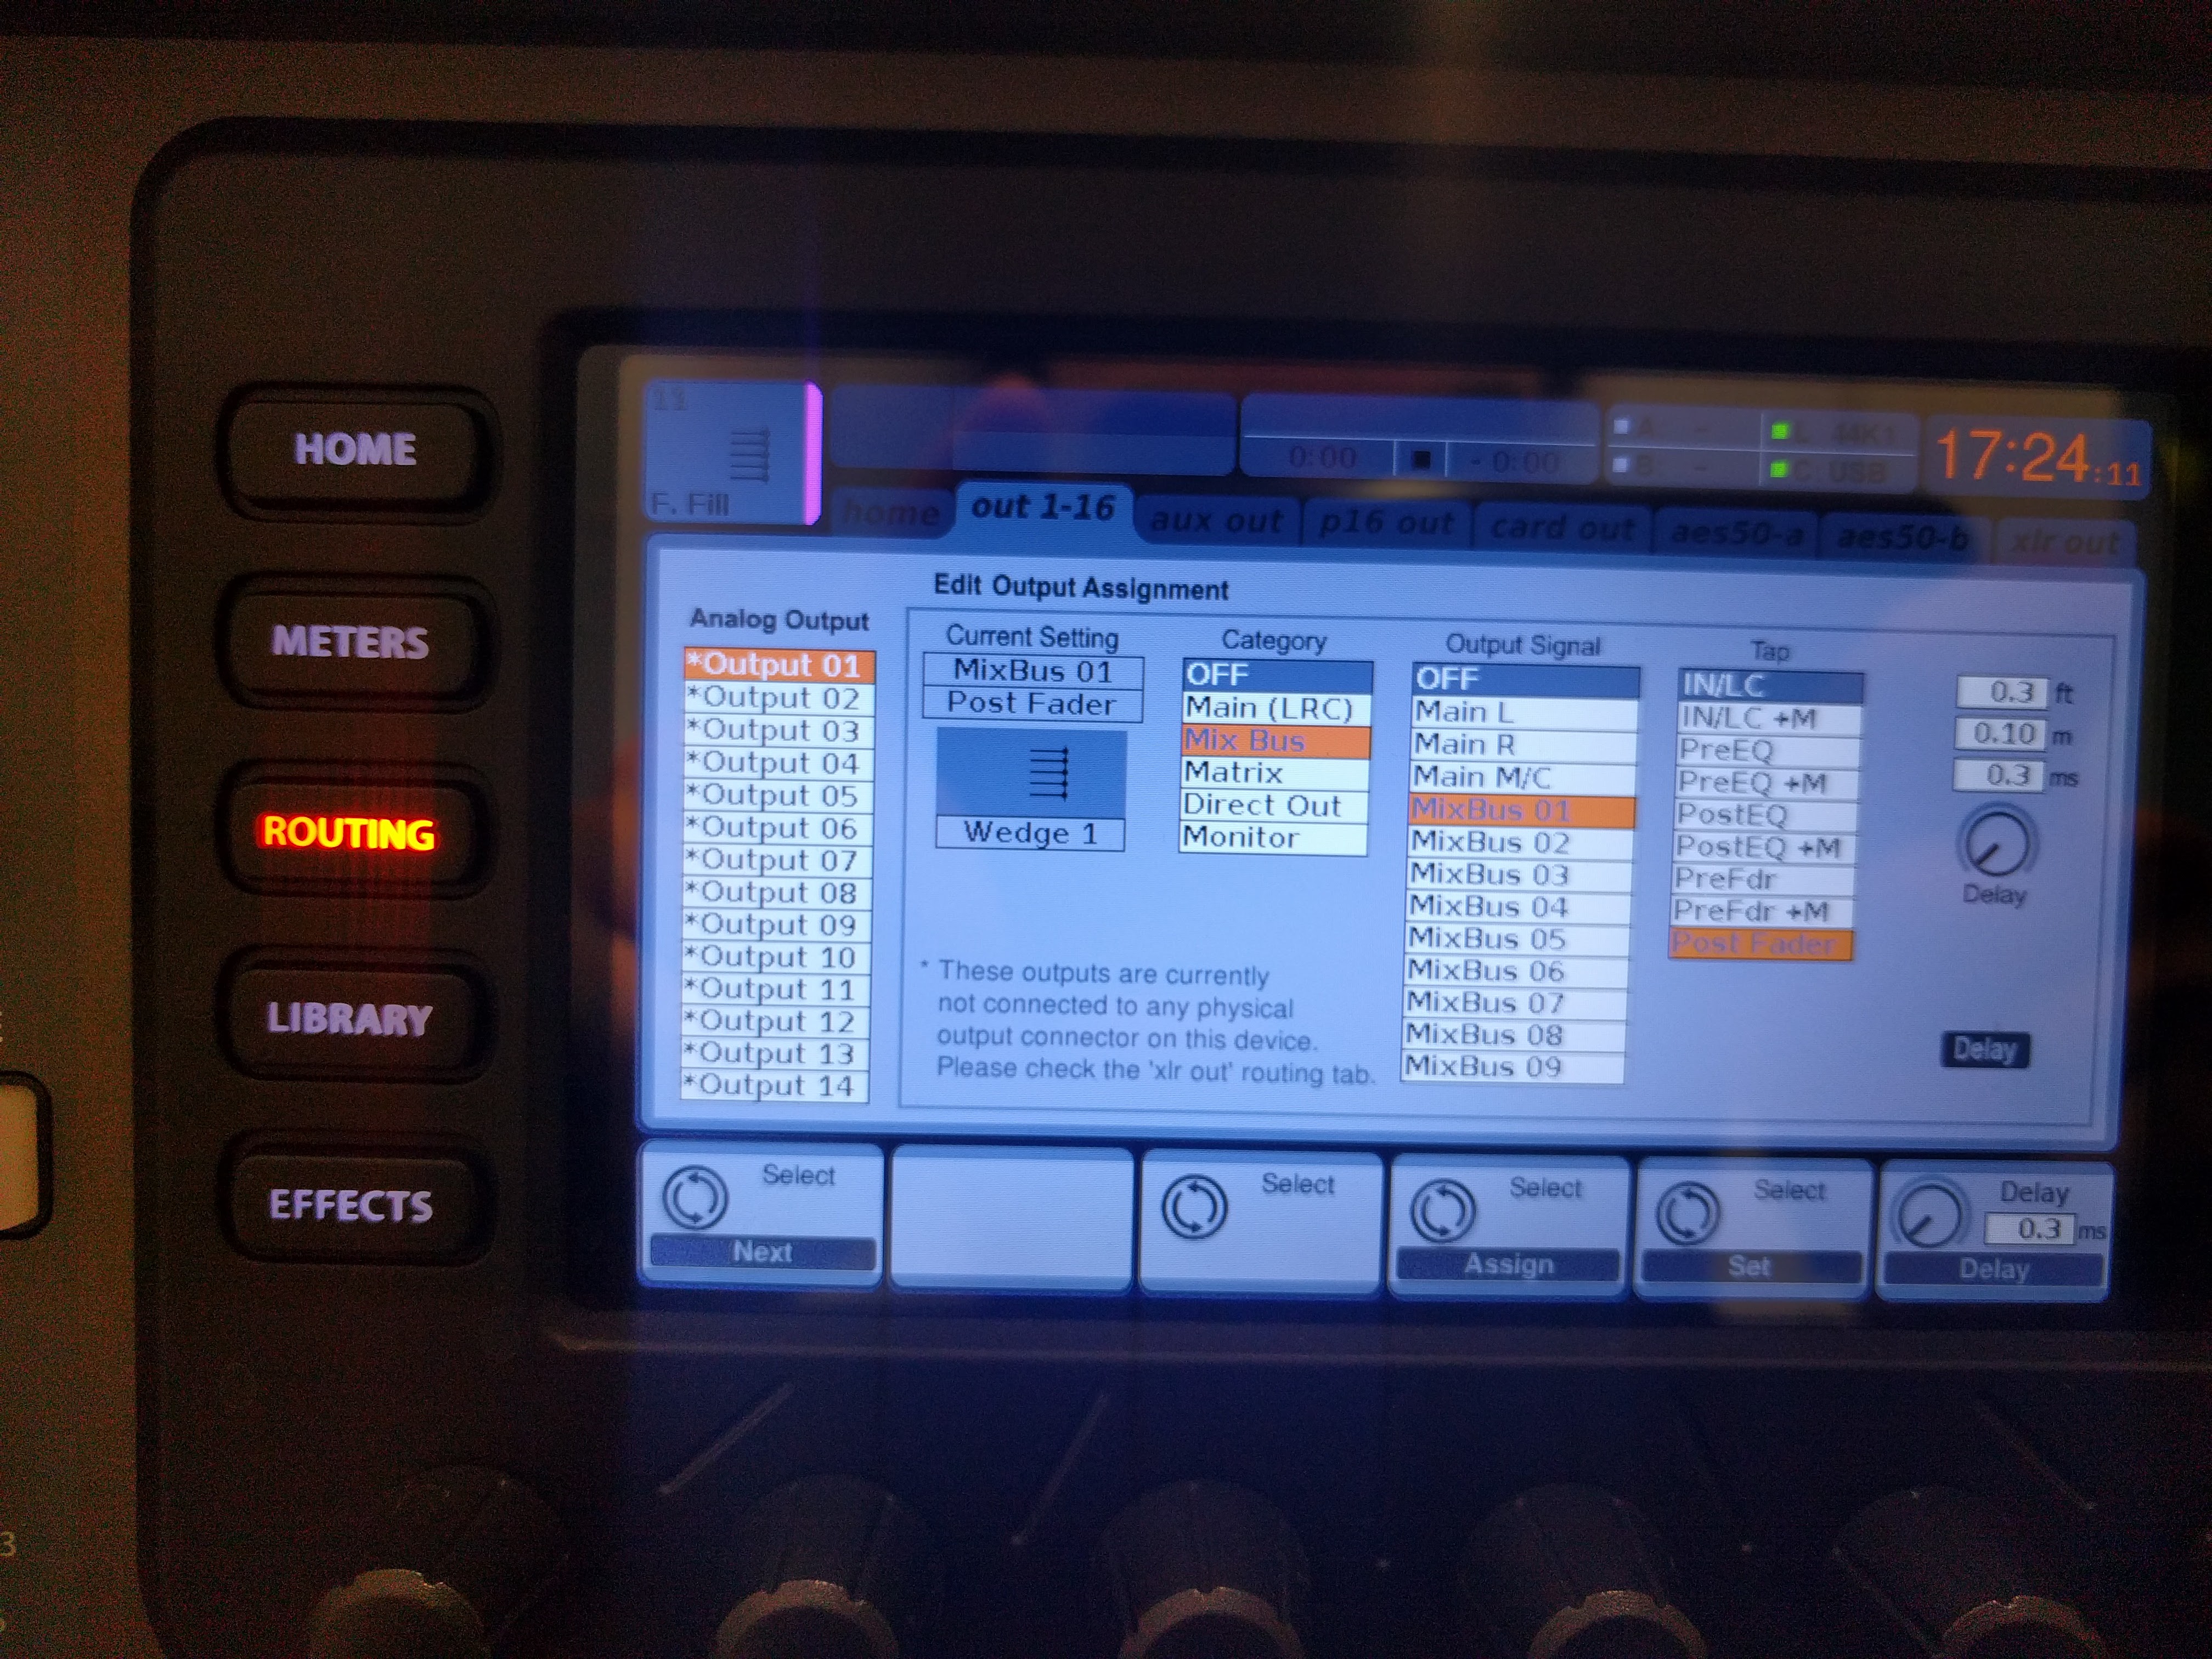 HOME
METERS
ROUTING
LIBRARY
EFFECTS
11
F. Fill
0:00
- 0:00
A: -
B: -
L: 44K1
C: USB
17:24:11
home
out 1-16
aux out
p16 out
card out
aes50-a
aes50-b
xlr out
Edit Output Assignment
Analog Output
*Output 01
*Output 02
*Output 03
*Output 04
*Output 05
*Output 06
*Output 07
*Output 08
*Output 09
*Output 10
*Output 11
*Output 12
*Output 13
*Output 14
Current Setting
MixBus 01
Post Fader
Wedge 1
Category
OFF
Main (LRC)
Mix Bus
Matrix
Direct Out
Monitor
* These outputs are currently
not connected to any physical
output connector on this device.
Please check the 'xlr out' routing tab.
Output Signal
OFF
Main L
Main R
Main M/C
MixBus 01
MixBus 02
MixBus 03
MixBus 04
MixBus 05
MixBus 06
MixBus 07
MixBus 08
MixBus 09
Tap
IN/LC
IN/LC +M
PreEQ
PreEQ +M
PostEQ
PostEQ +M
PreFdr
PreFdr +M
Post Fader
0.3 ft
0.10 m
0.3 ms
Delay
Delay
Select
Next
Select
Select
Assign
Select
Set
Delay
0.3 ms
Delay
3